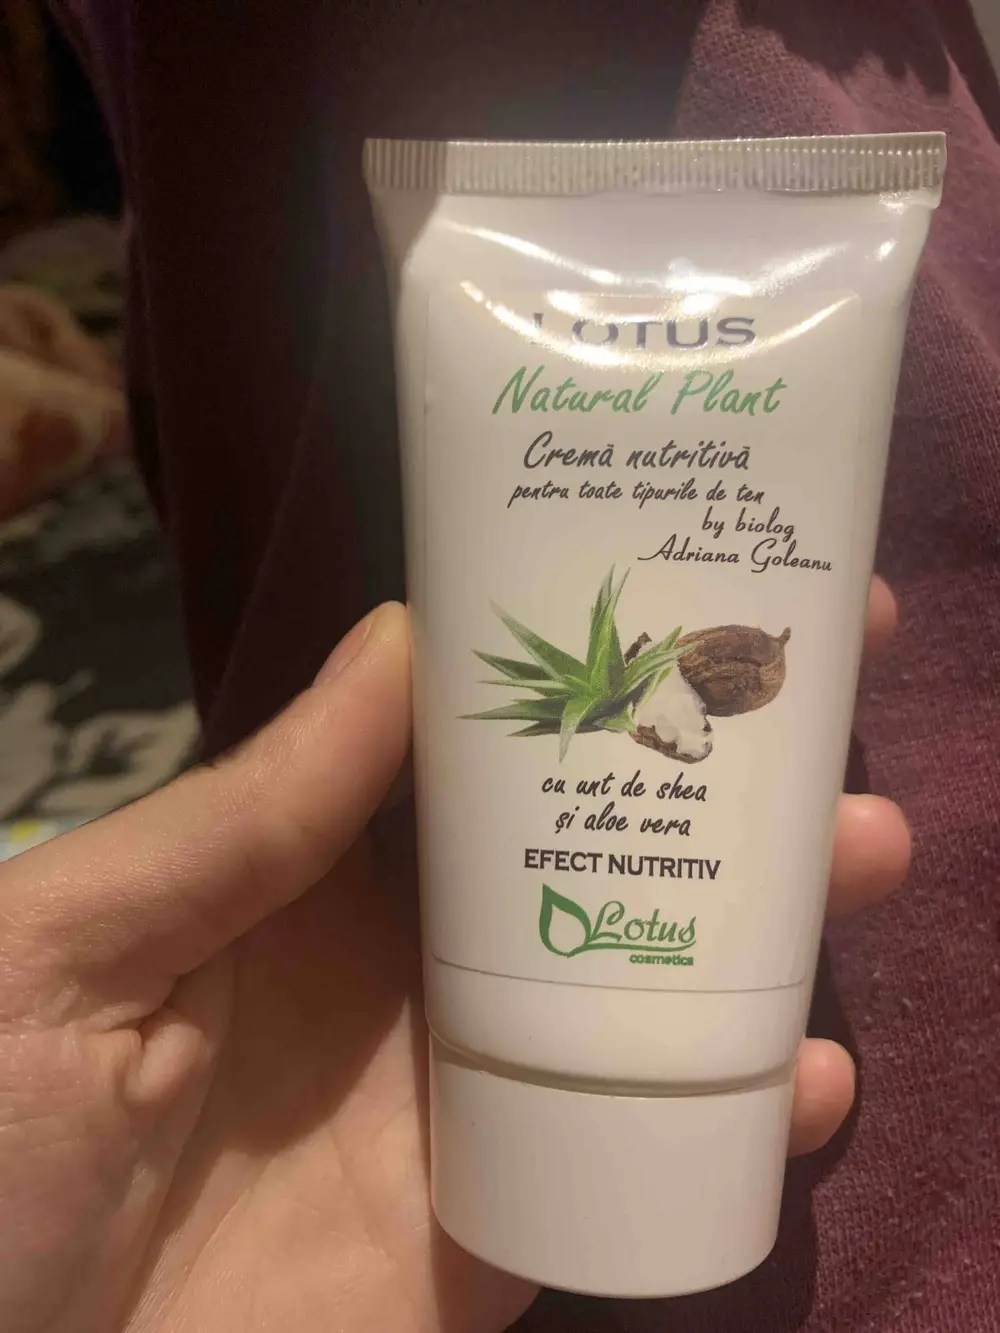 LOTUS
Natural Plant
Cremă nutritivă
pentru toate tipurile de ten
by biolog
Adriana Goleanu
cu unt de shea
și aloe vera
EFECT NUTRITIV
Lotus
cosmetics